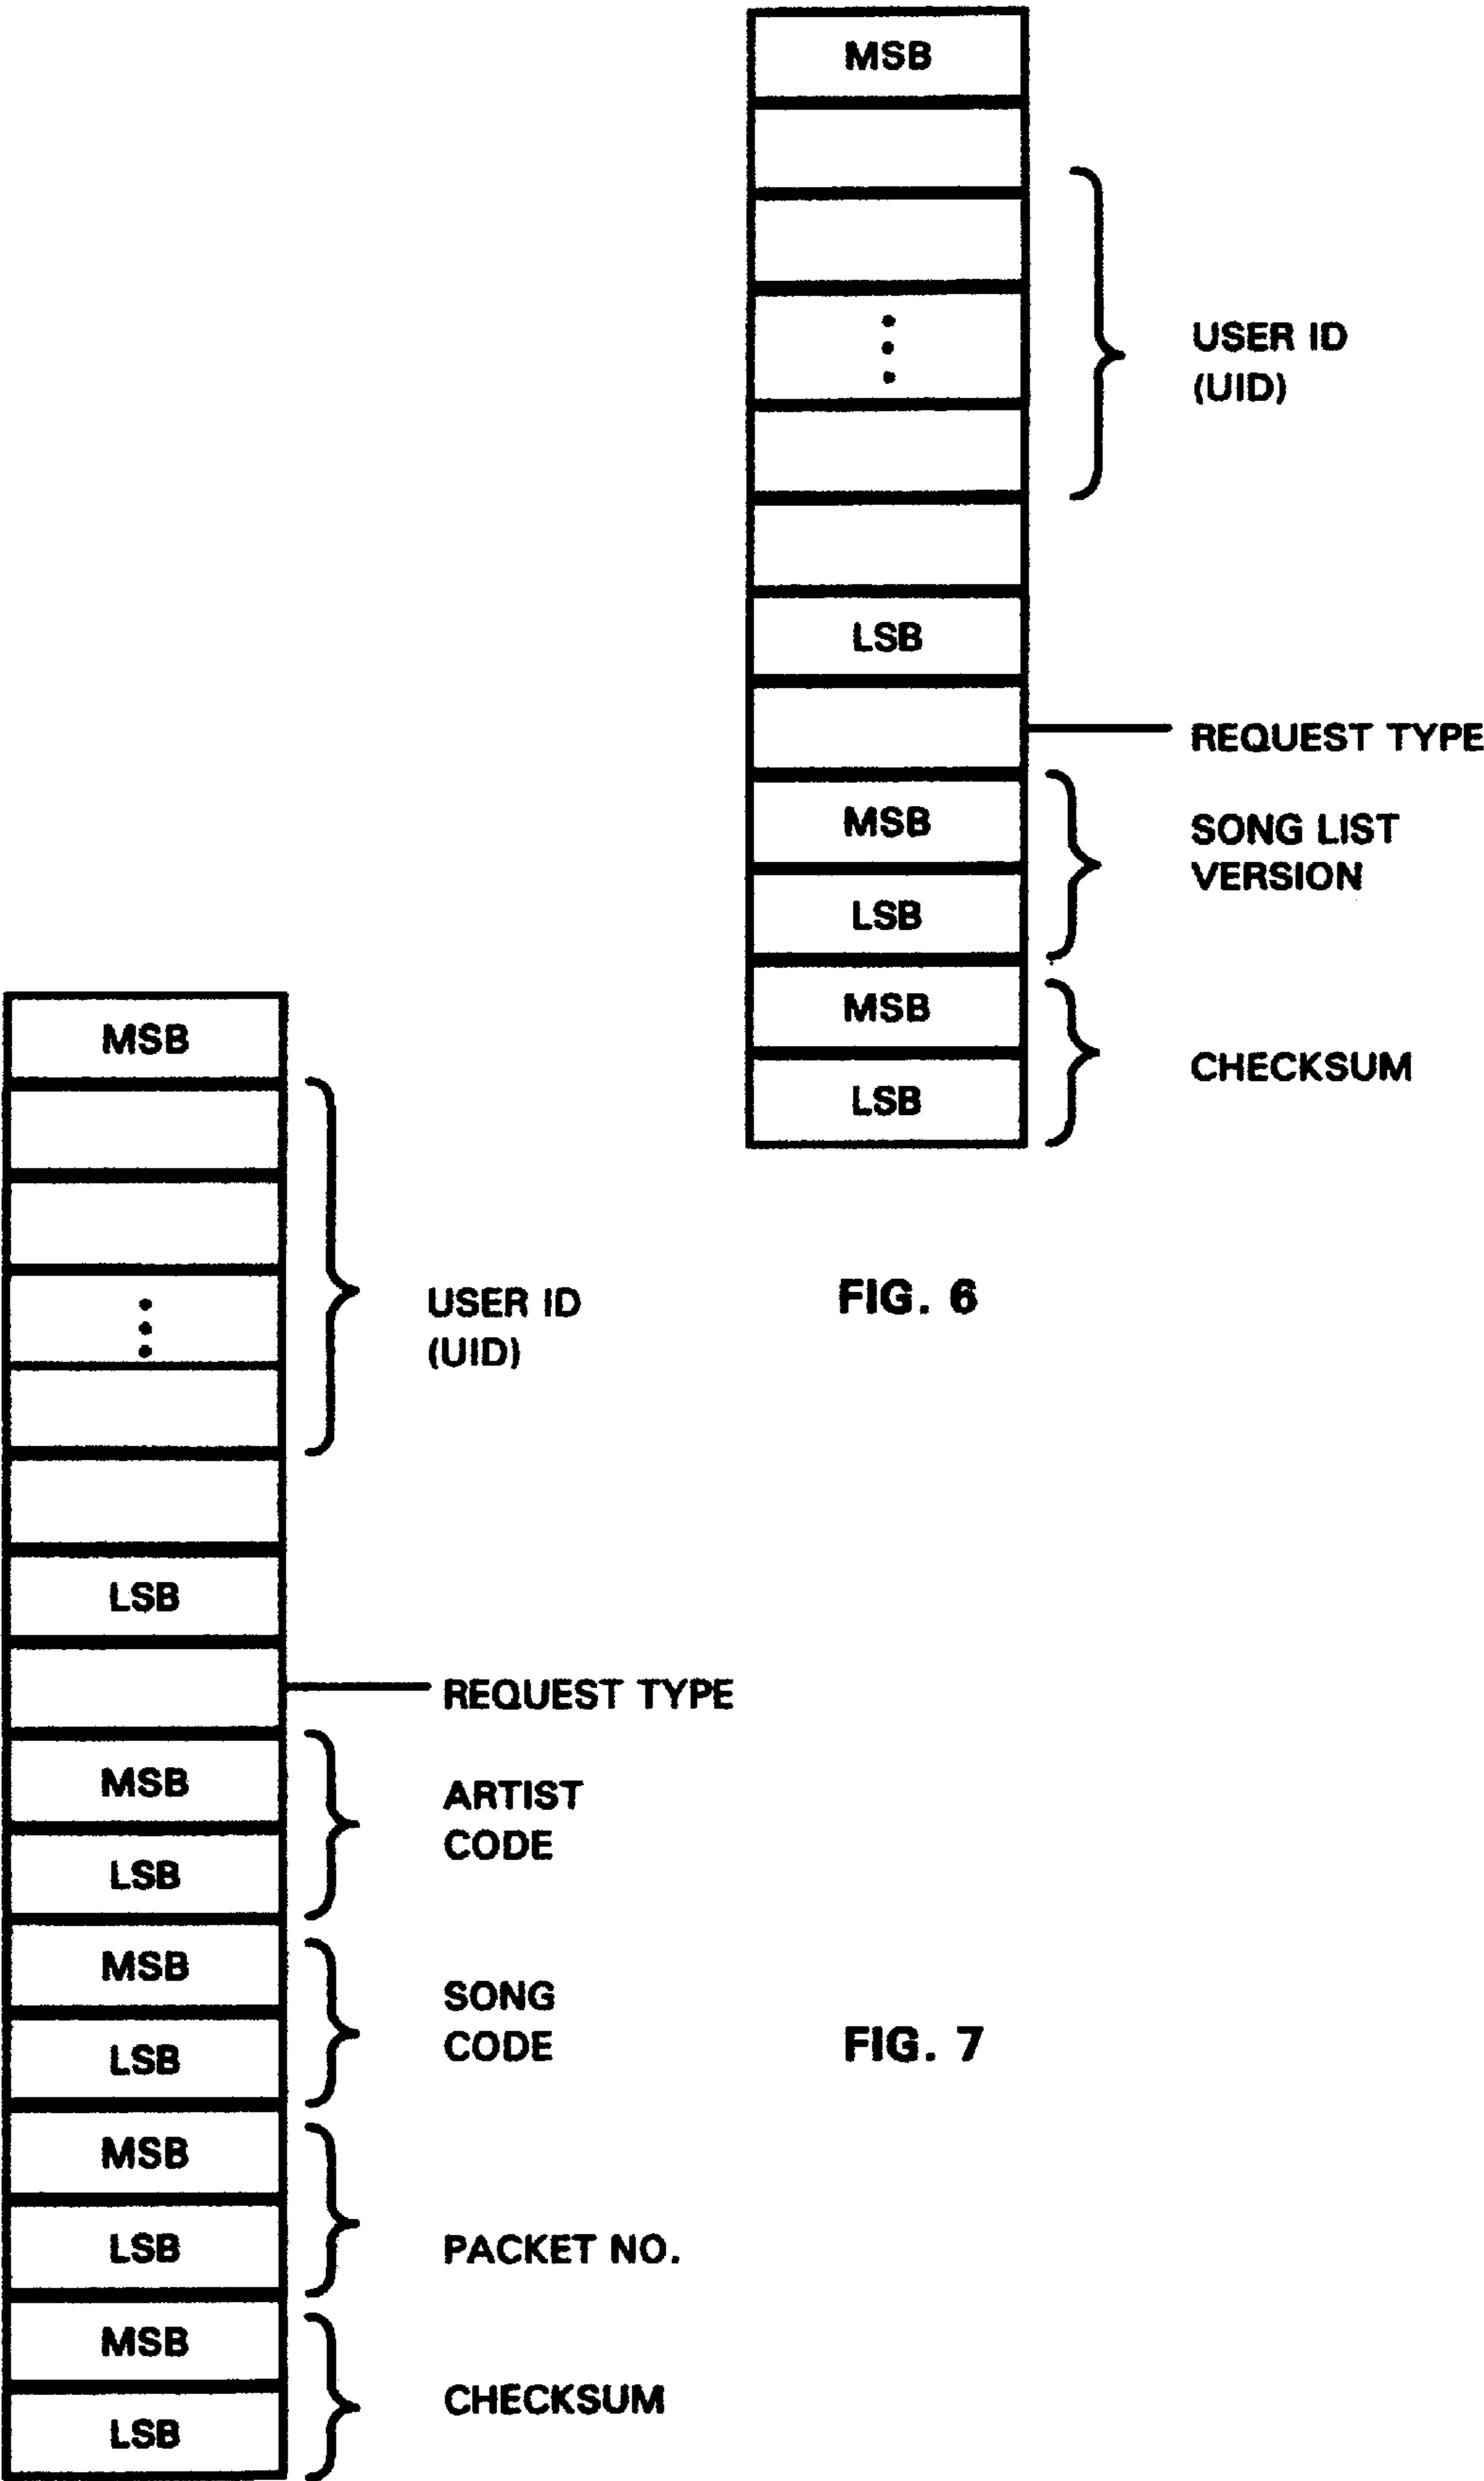 MSB
USER ID
(UID)
LSB
REQUEST TYPE
MSB
SONG LIST
VERSION
LSB
MSB
CHECKSUM
LSB
FIG. 6
MSB
USER ID
(UID)
LSB
REQUEST TYPE
MSB
ARTIST
CODE
LSB
MSB
SONG
CODE
LSB
FIG. 7
MSB
LSB
PACKET NO.
MSB
CHECKSUM
LSB